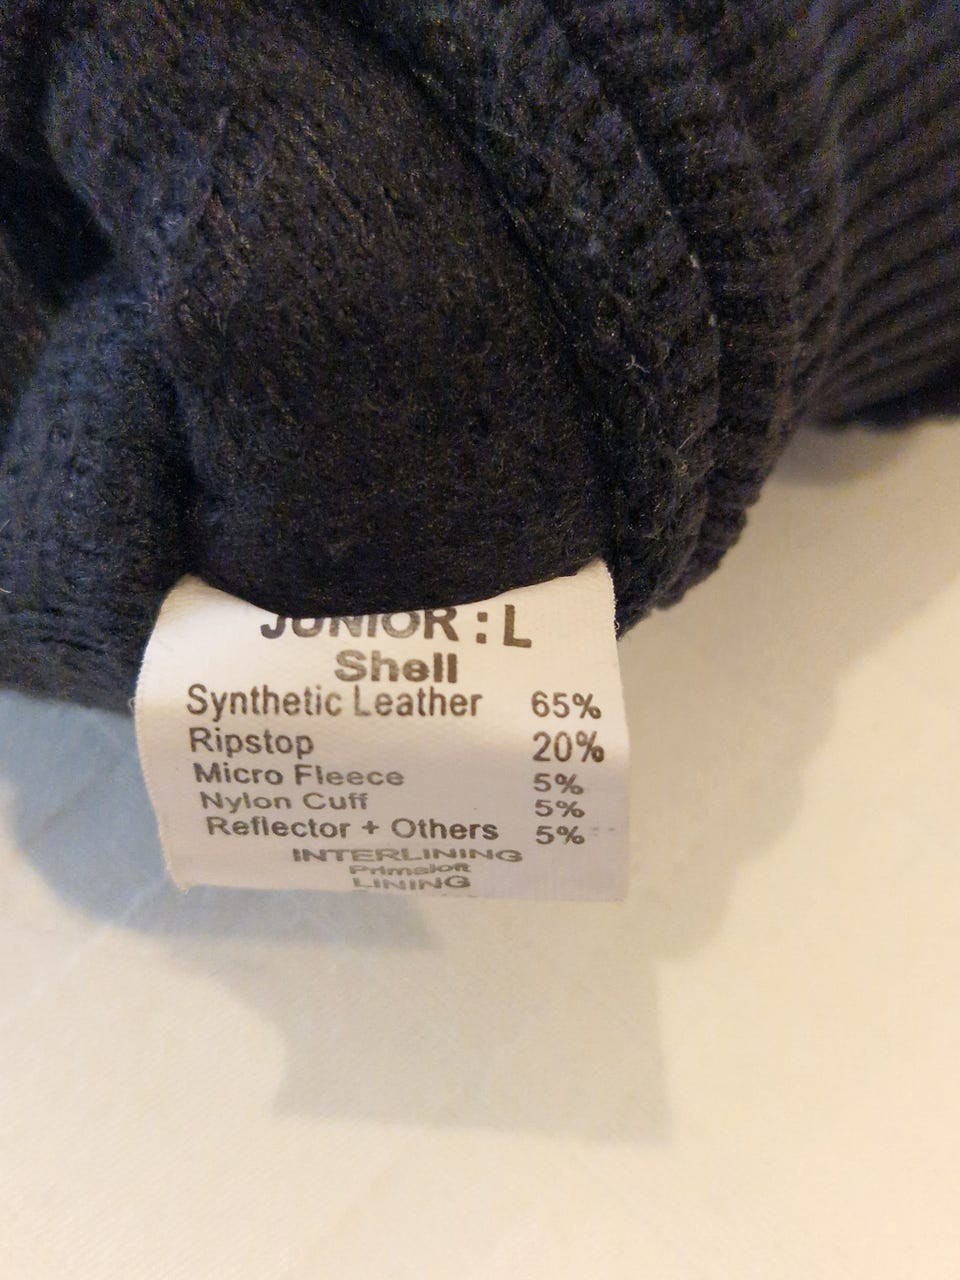 JUNIOR : L
Shell
Synthetic Leather 65%
Ripstop 20%
Micro Fleece 5%
Nylon Cuff 5%
Reflector + Others 5%
INTERLINING
Primaloft
LINING